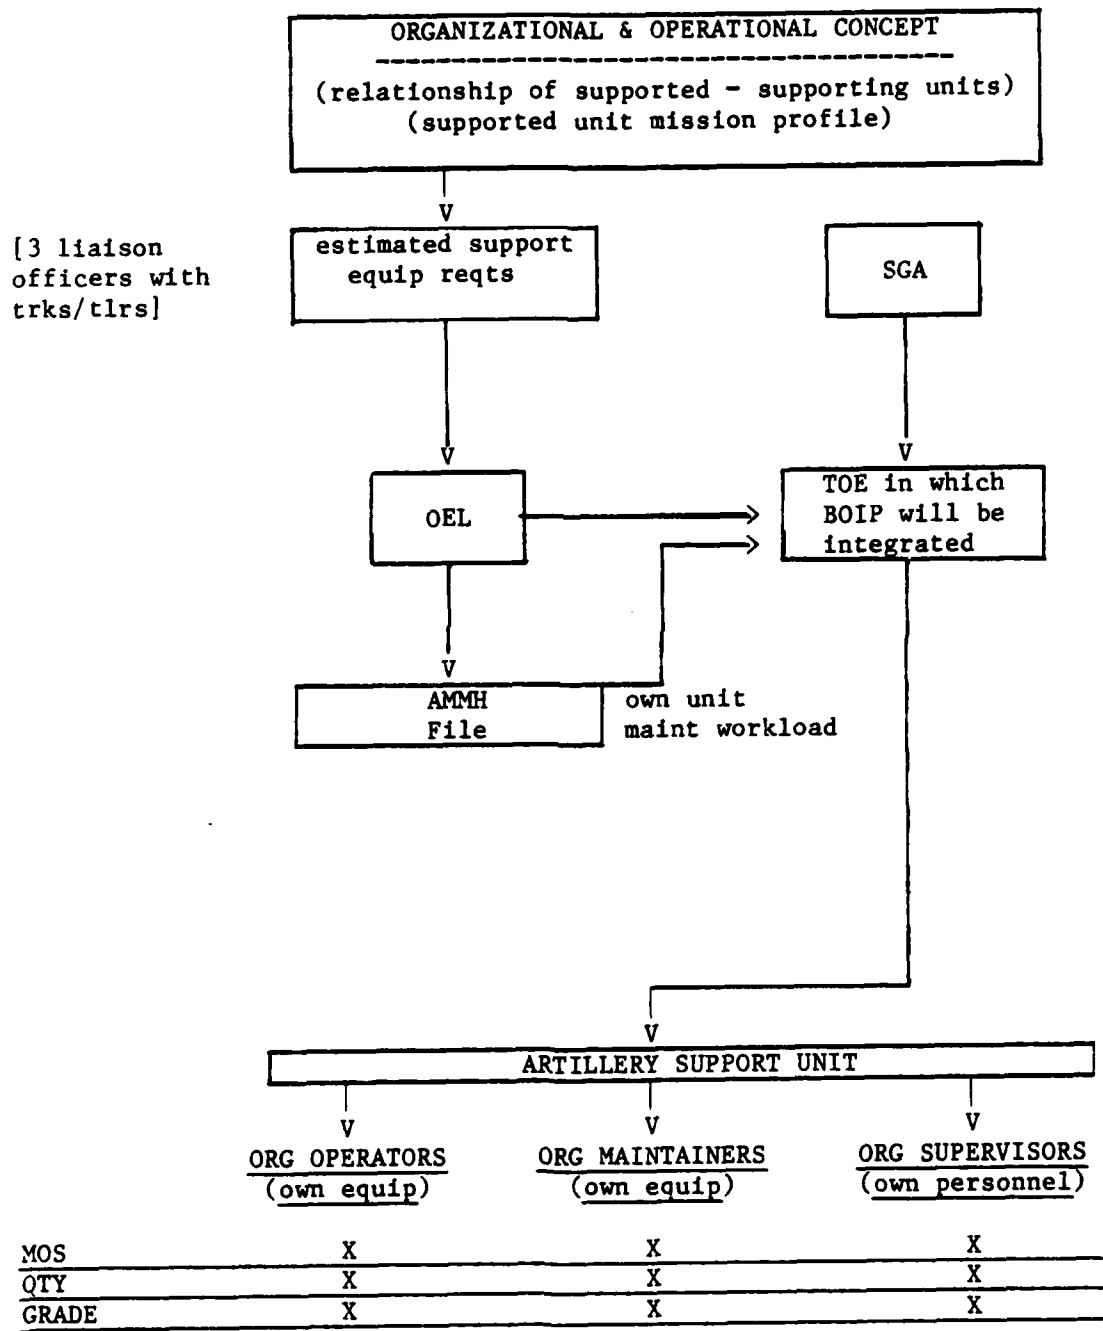 ORGANIZATIONAL & OPERATIONAL CONCEPT
(relationship of supported - supporting units)
(supported unit mission profile)
[3 liaison
officers with
trks/tlrs]
estimated support
equip reqts
SGA
OEL
TOE in which
BOIP will be
integrated
AMMH
File
own unit
maint workload
ARTILLERY SUPPORT UNIT
ORG OPERATORS
(own equip)
ORG MAINTAINERS
(own equip)
ORG SUPERVISORS
(own personnel)
MOS X X X
QTY X X X
GRADE X X X